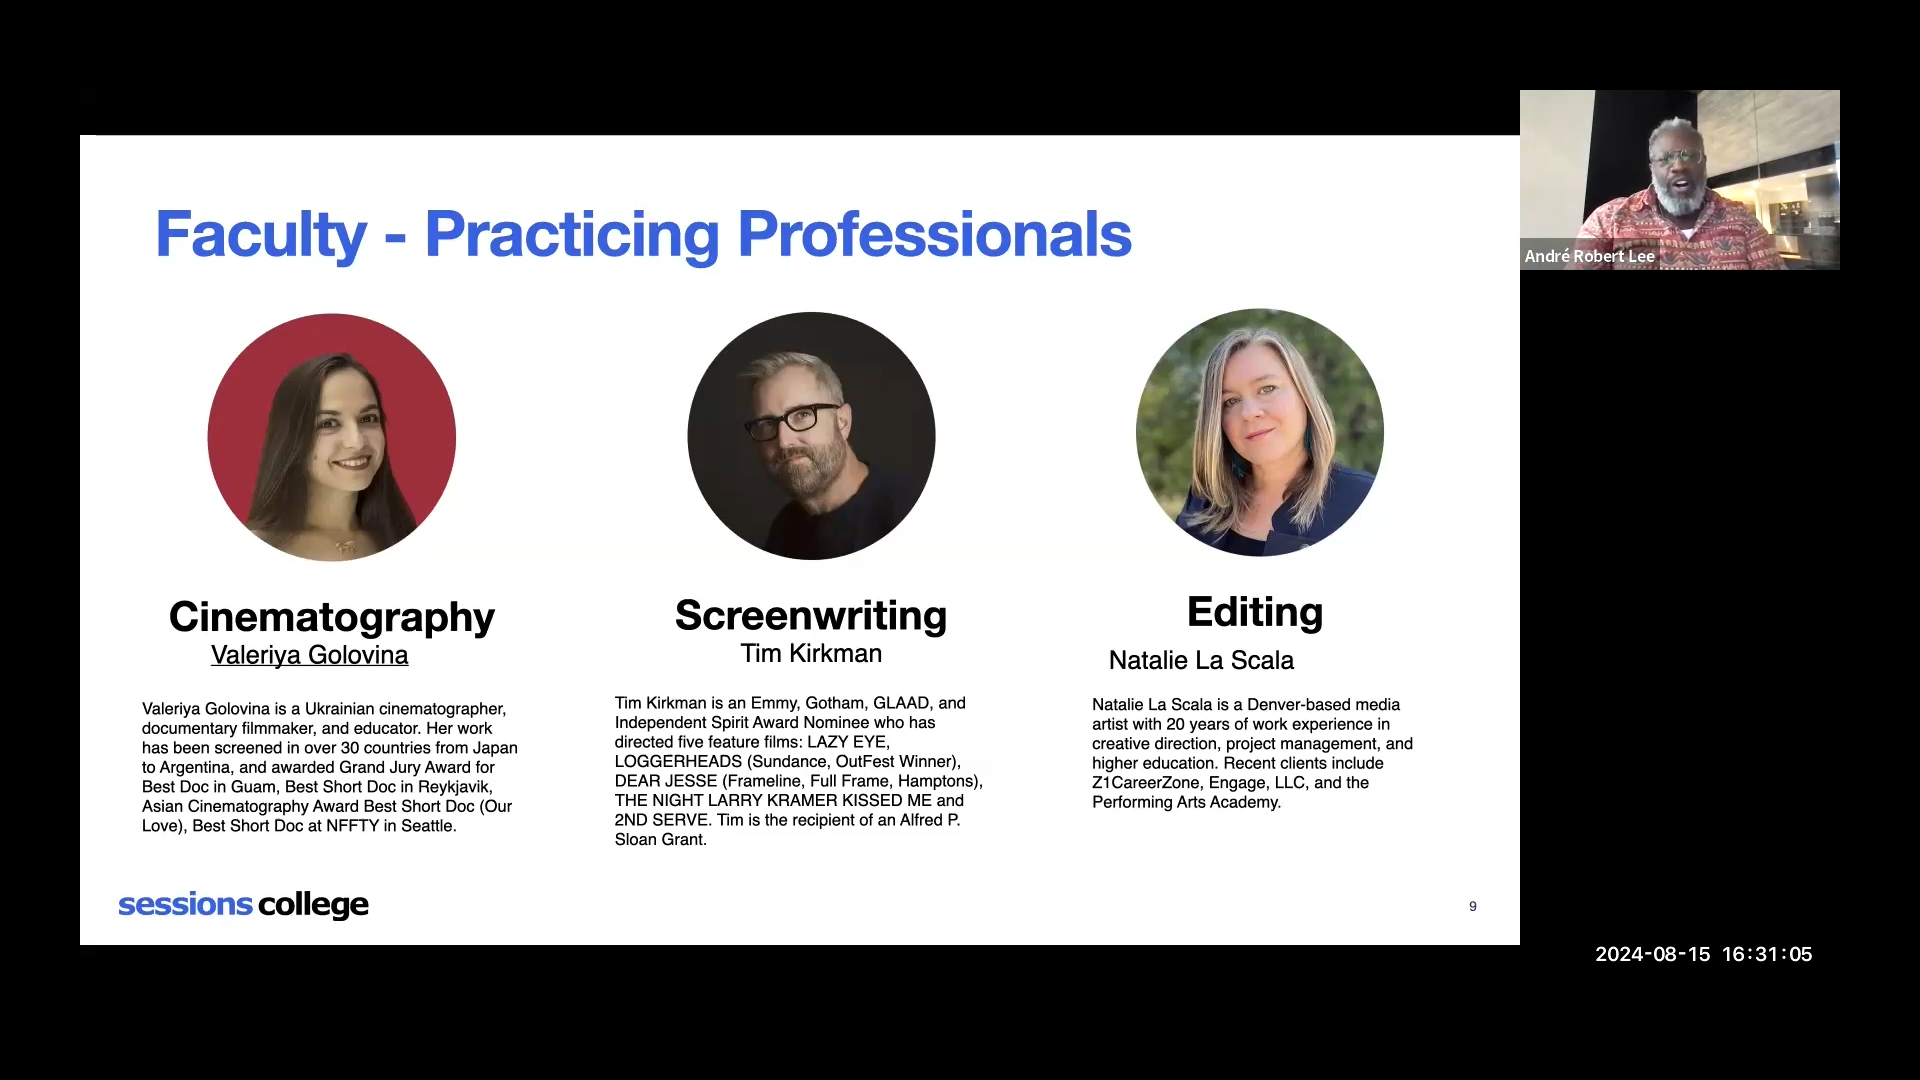 Faculty - Practicing Professionals
André Robert Lee
Cinematography
Valeriya Golovina
Valeriya Golovina is a Ukrainian cinematographer,
documentary filmmaker, and educator. Her work
has been screened in over 30 countries from Japan
to Argentina, and awarded Grand Jury Award for
Best Doc in Guam, Best Short Doc in Reykjavik,
Asian Cinematography Award Best Short Doc (Our
Love), Best Short Doc at NFFTY in Seattle.
Screenwriting
Tim Kirkman
Tim Kirkman is an Emmy, Gotham, GLAAD, and
Independent Spirit Award Nominee who has
directed five feature films: LAZY EYE,
LOGGERHEADS (Sundance, OutFest Winner),
DEAR JESSE (Frameline, Full Frame, Hamptons),
THE NIGHT LARRY KRAMER KISSED ME and
2ND SERVE. Tim is the recipient of an Alfred P.
Sloan Grant.
Editing
Natalie La Scala
Natalie La Scala is a Denver-based media
artist with 20 years of work experience in
creative direction, project management, and
higher education. Recent clients include
Z1CareerZone, Engage, LLC, and the
Performing Arts Academy.
sessions college
9
2024-08-15 16:31:05